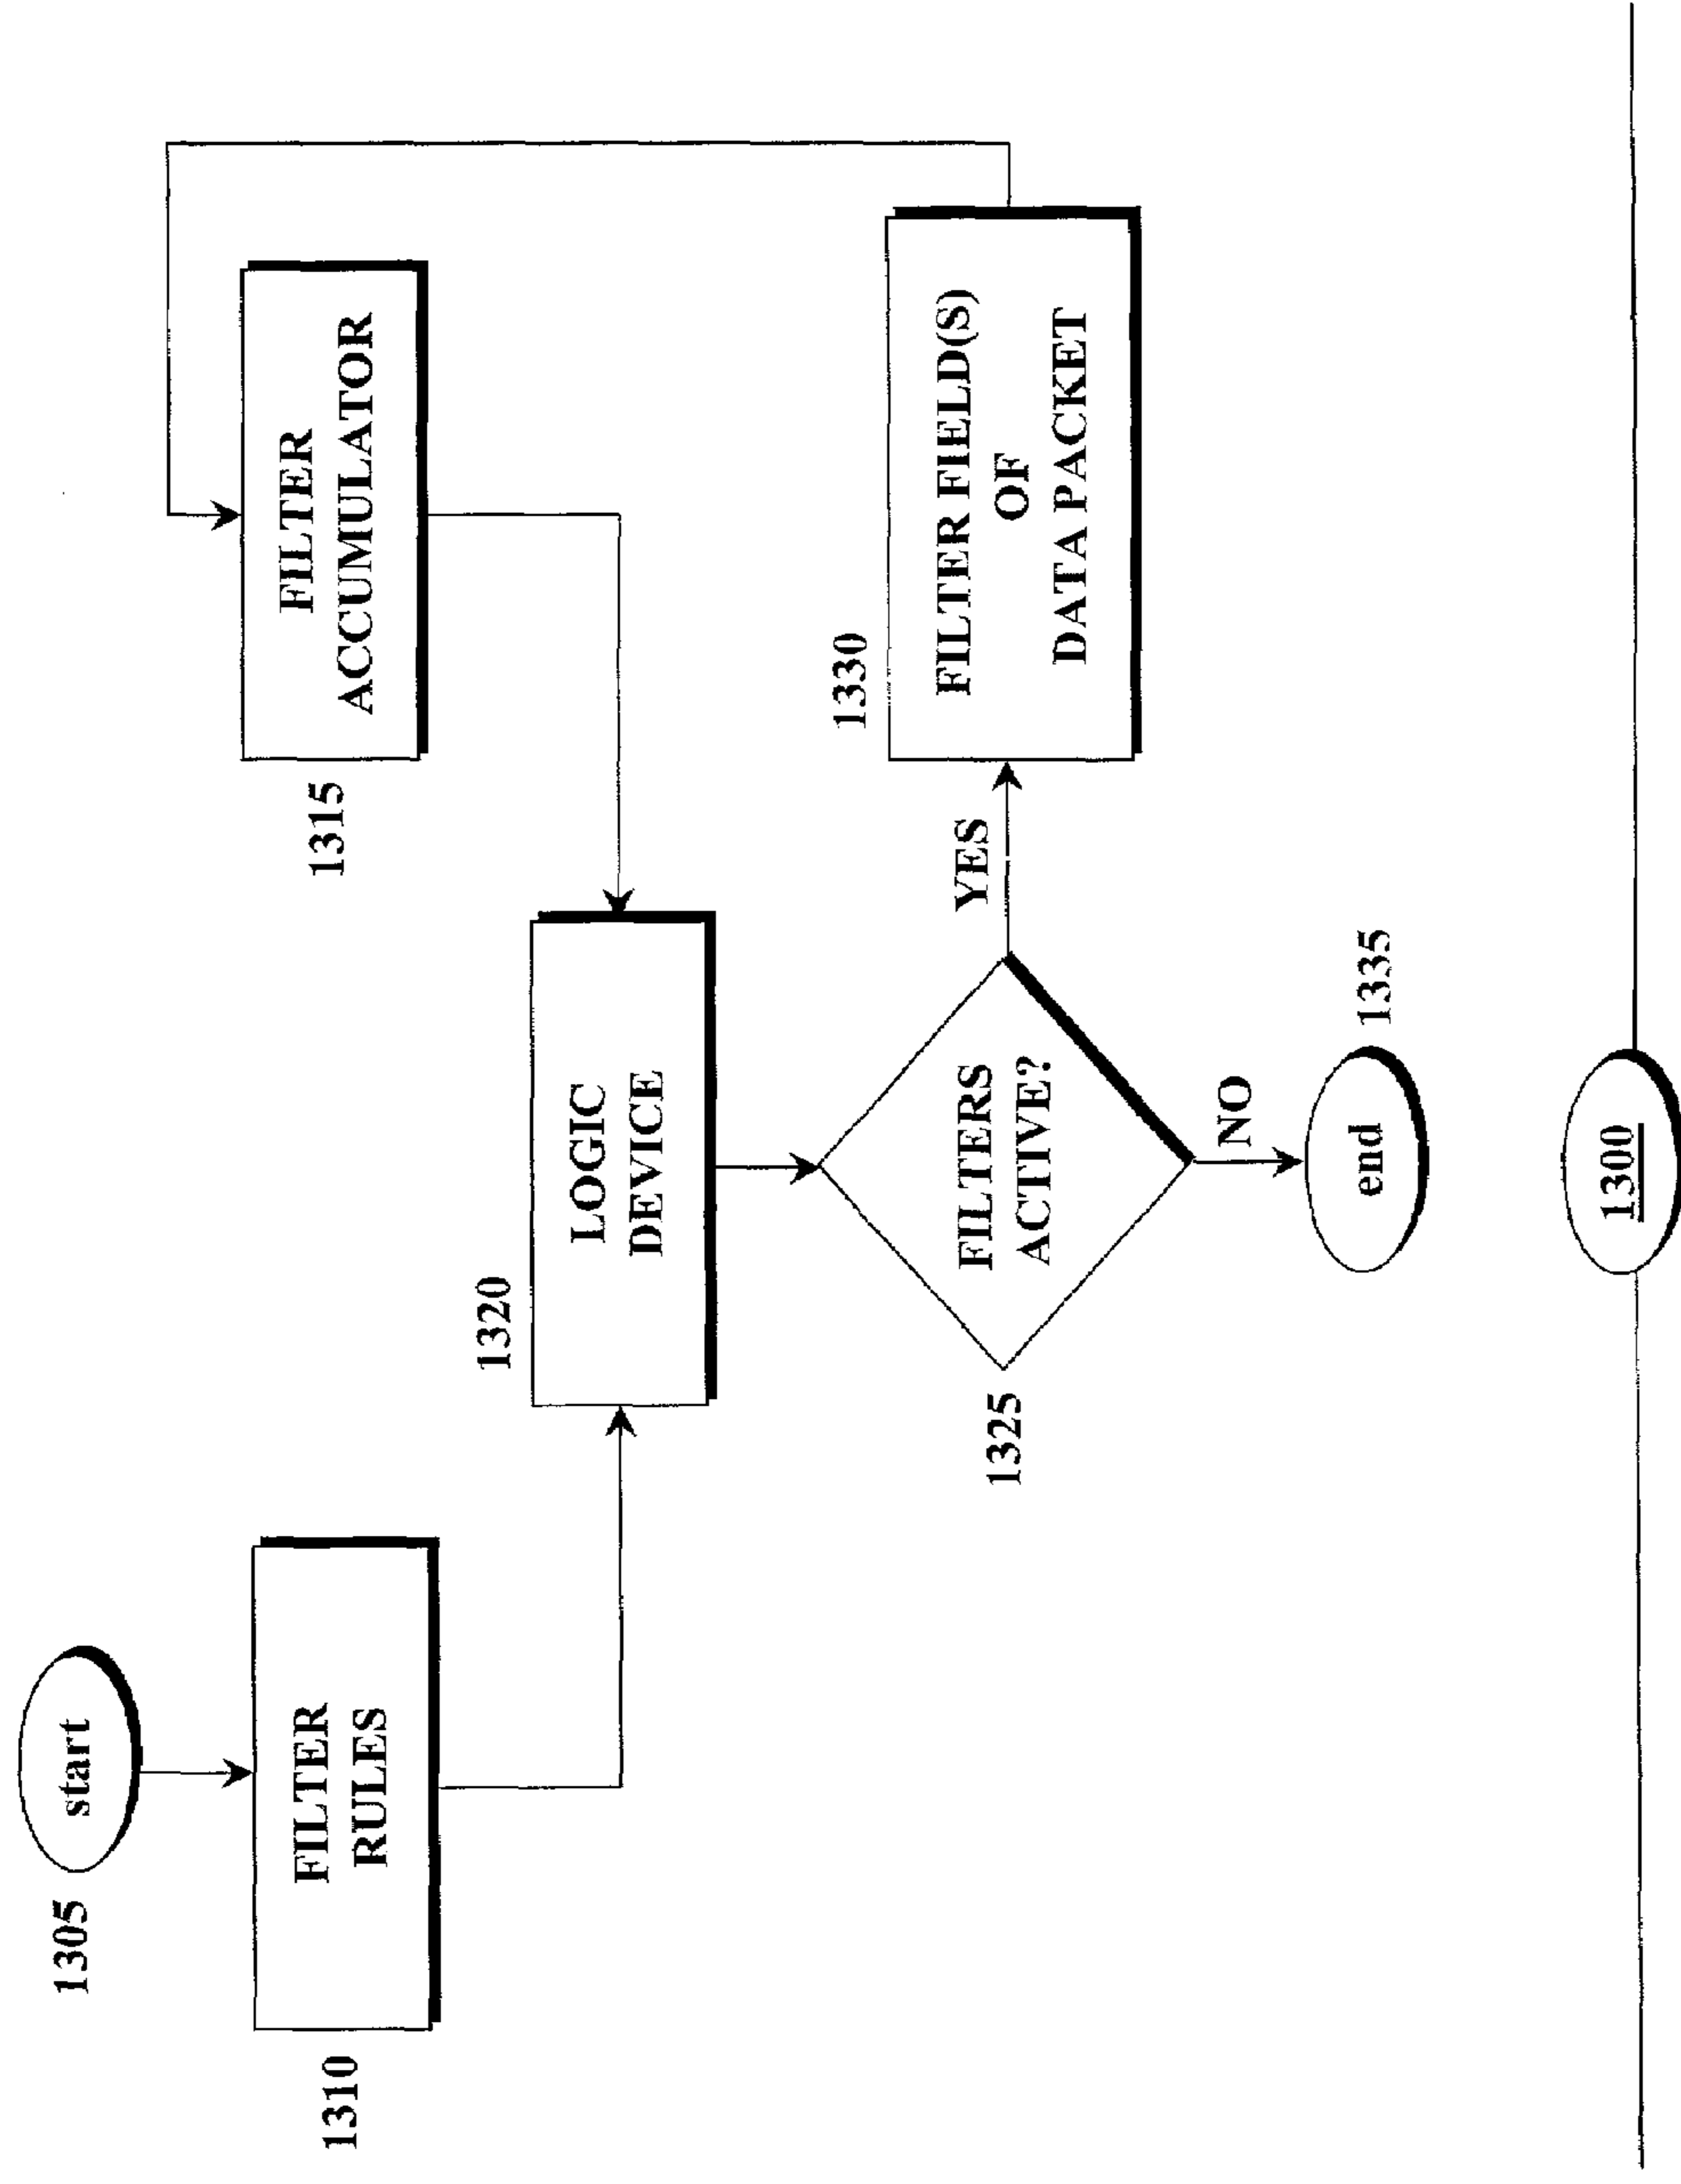 1305
start
1310
FILTER
RULES
1315
FILTER
ACCUMULATOR
1320
LOGIC
DEVICE
1325
FILTERS
ACTIVE?
YES
1330
FILTER FIELD(S)
OF
DATA PACKET
NO
end
1335
1300